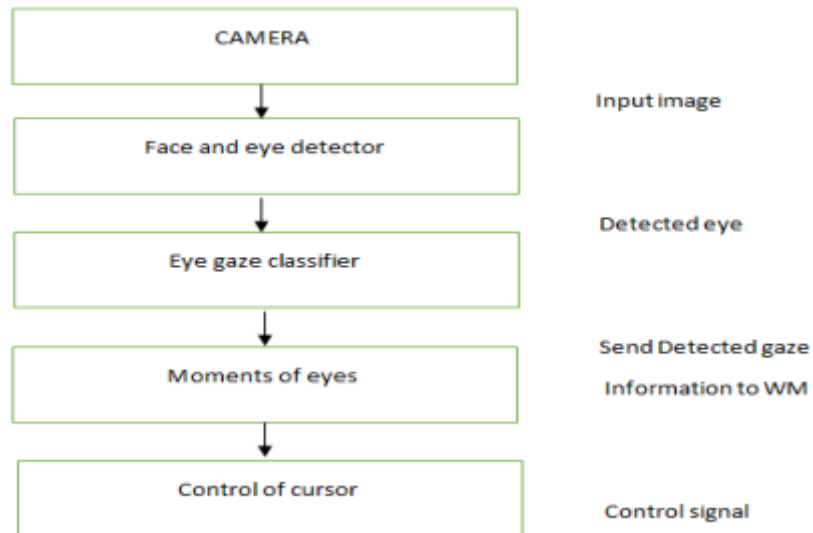 CAMERA
Input image
Face and eye detector
Detected eye
Eye gaze classifier
Send Detected gaze
Moments of eyes
Information to WM
Control of cursor
Control signal